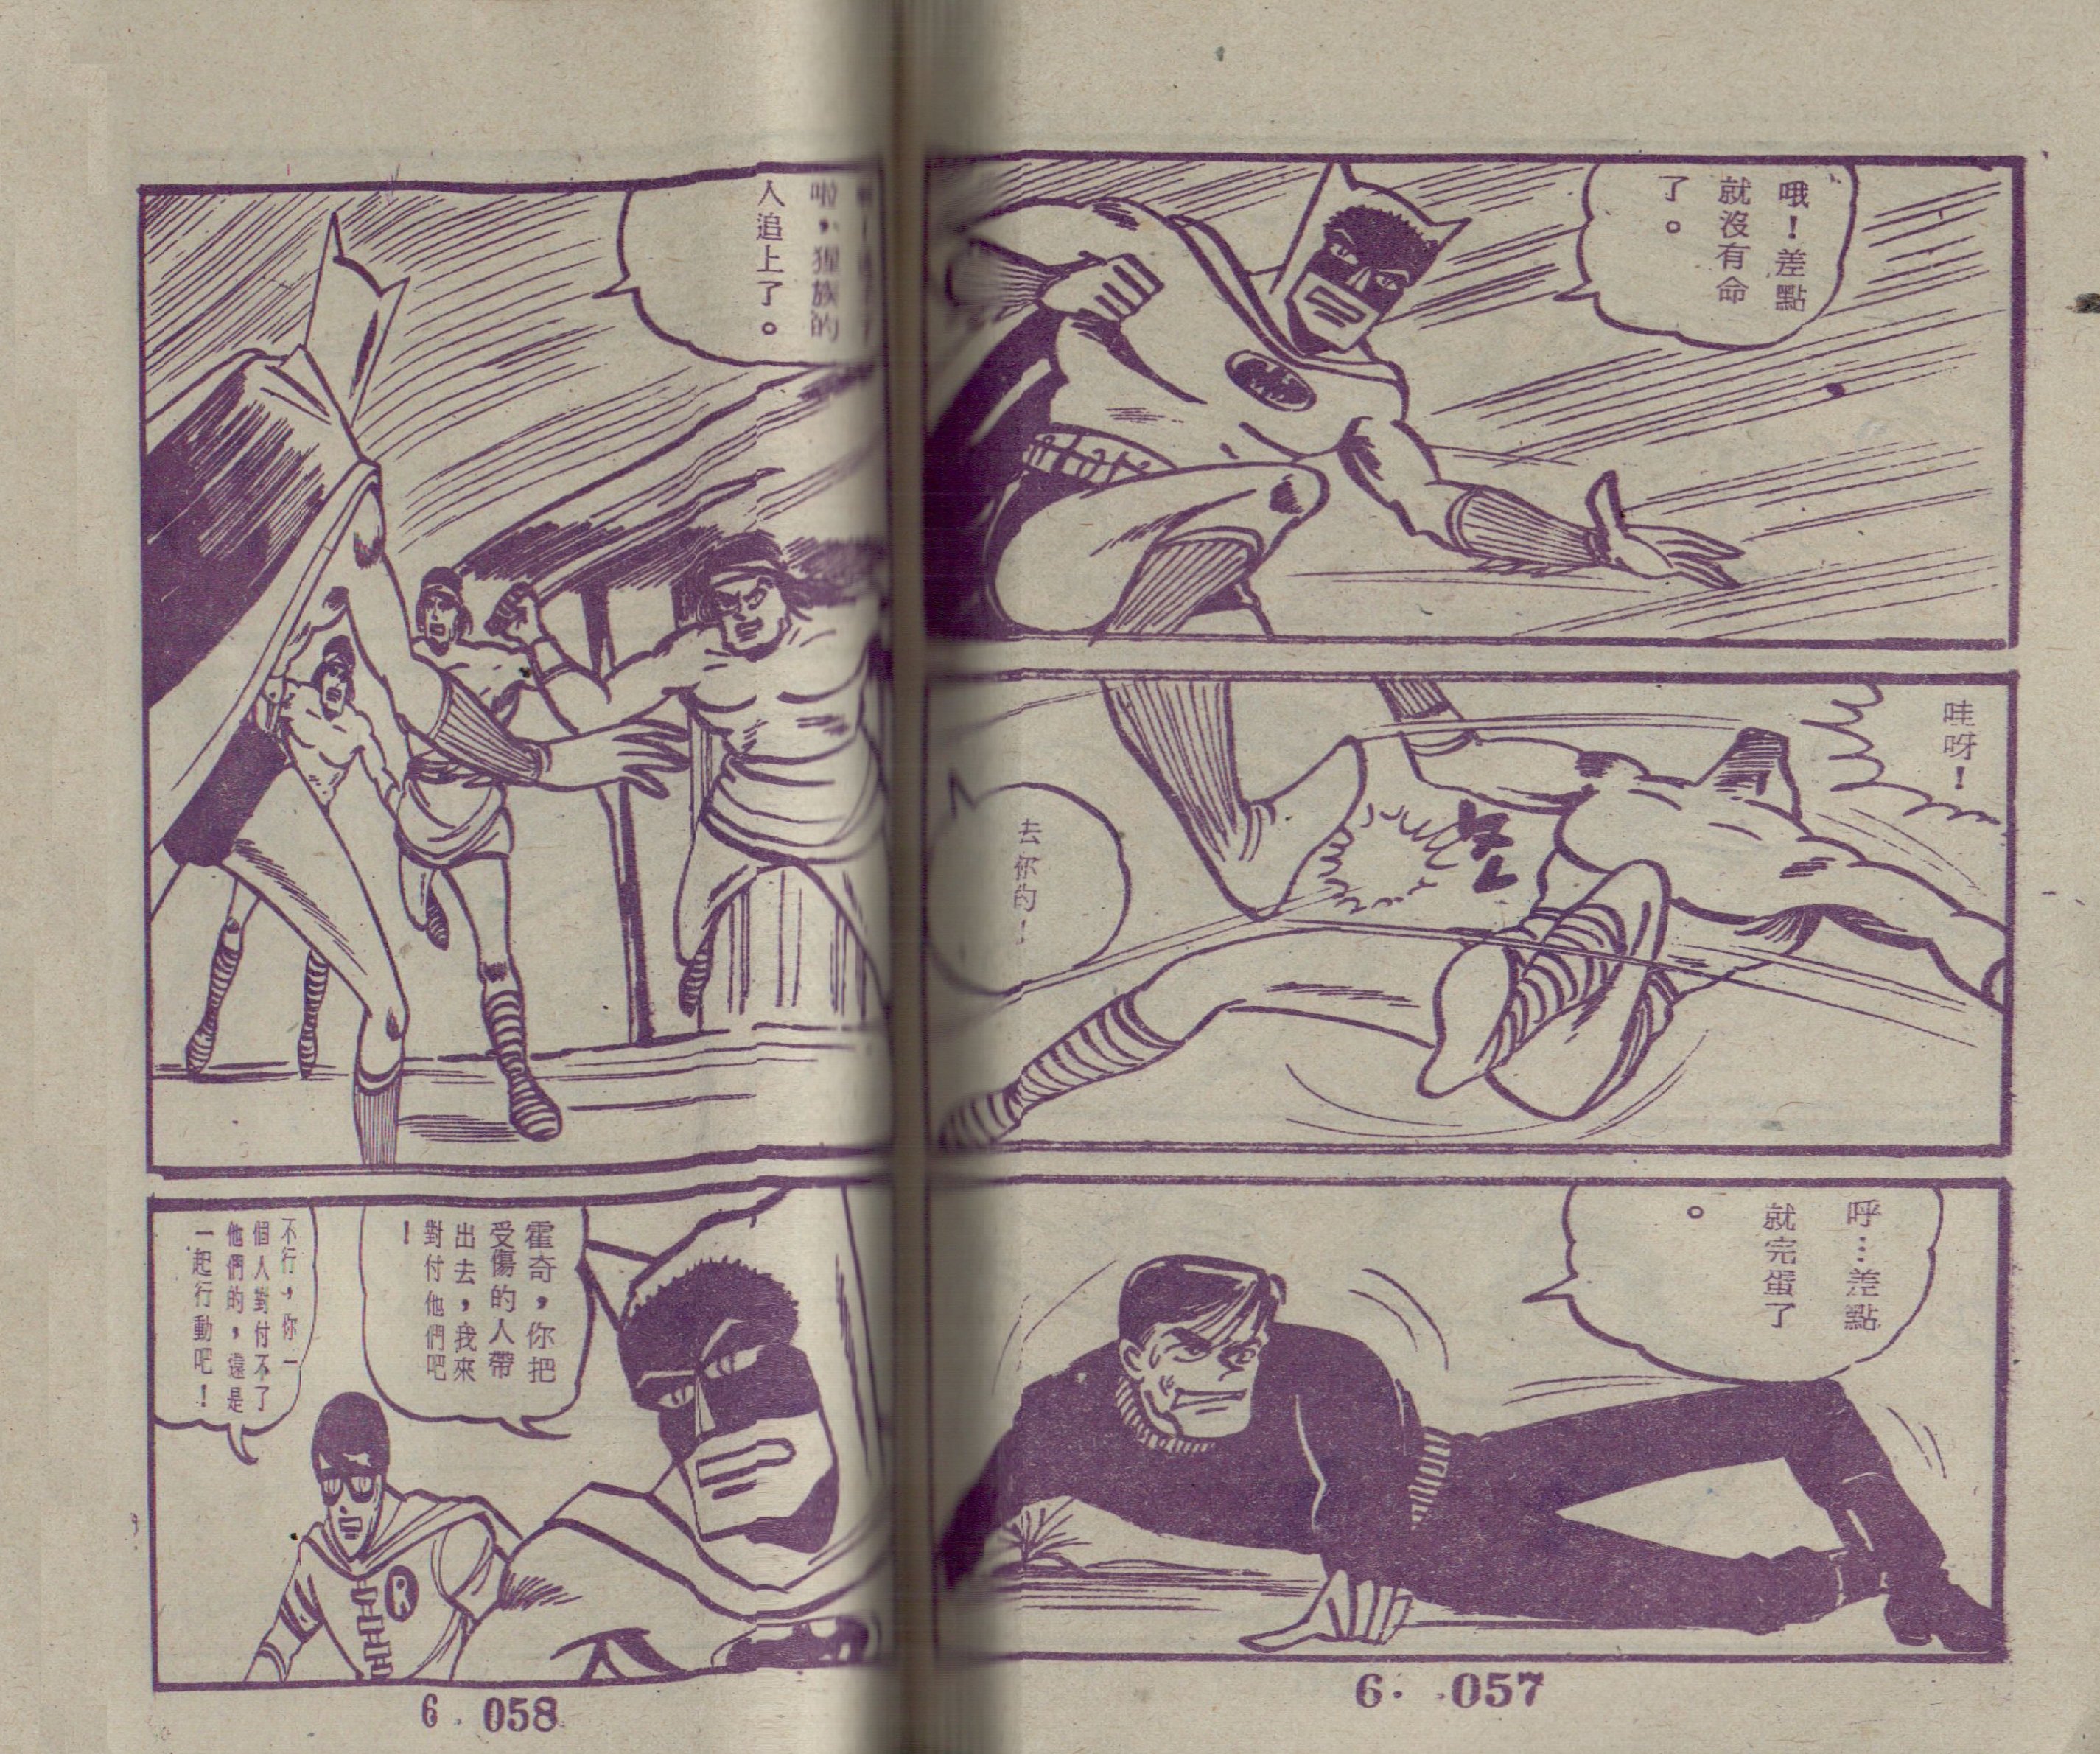 哦！差點
就沒有命
了。
哇呀！
去你的！
呼…差點
就完蛋了
。
6. 057
啦，猩族的
人追上了。
霍奇，你把
受傷的人帶
出去，我來
對付他們吧
！
不行，你一
個人對付不了
他們的，還是
一起行動吧！
R
6. 058